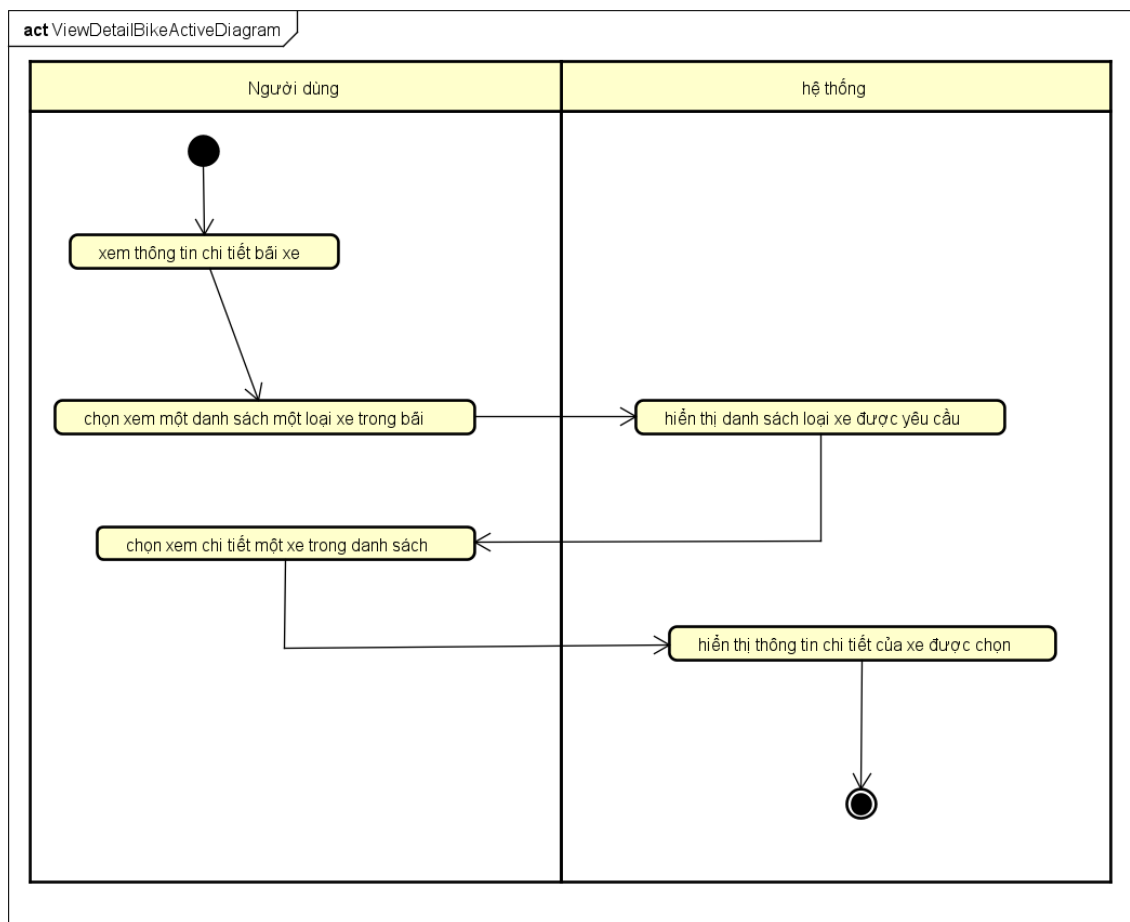 act ViewDetailBikeActiveDiagram
Người dùng
hệ thống
xem thông tin chi tiết bãi xe
chọn xem một danh sách một loại xe trong bãi
hiển thị danh sách loại xe được yêu cầu
chọn xem chi tiết một xe trong danh sách
hiển thị thông tin chi tiết của xe được chọn